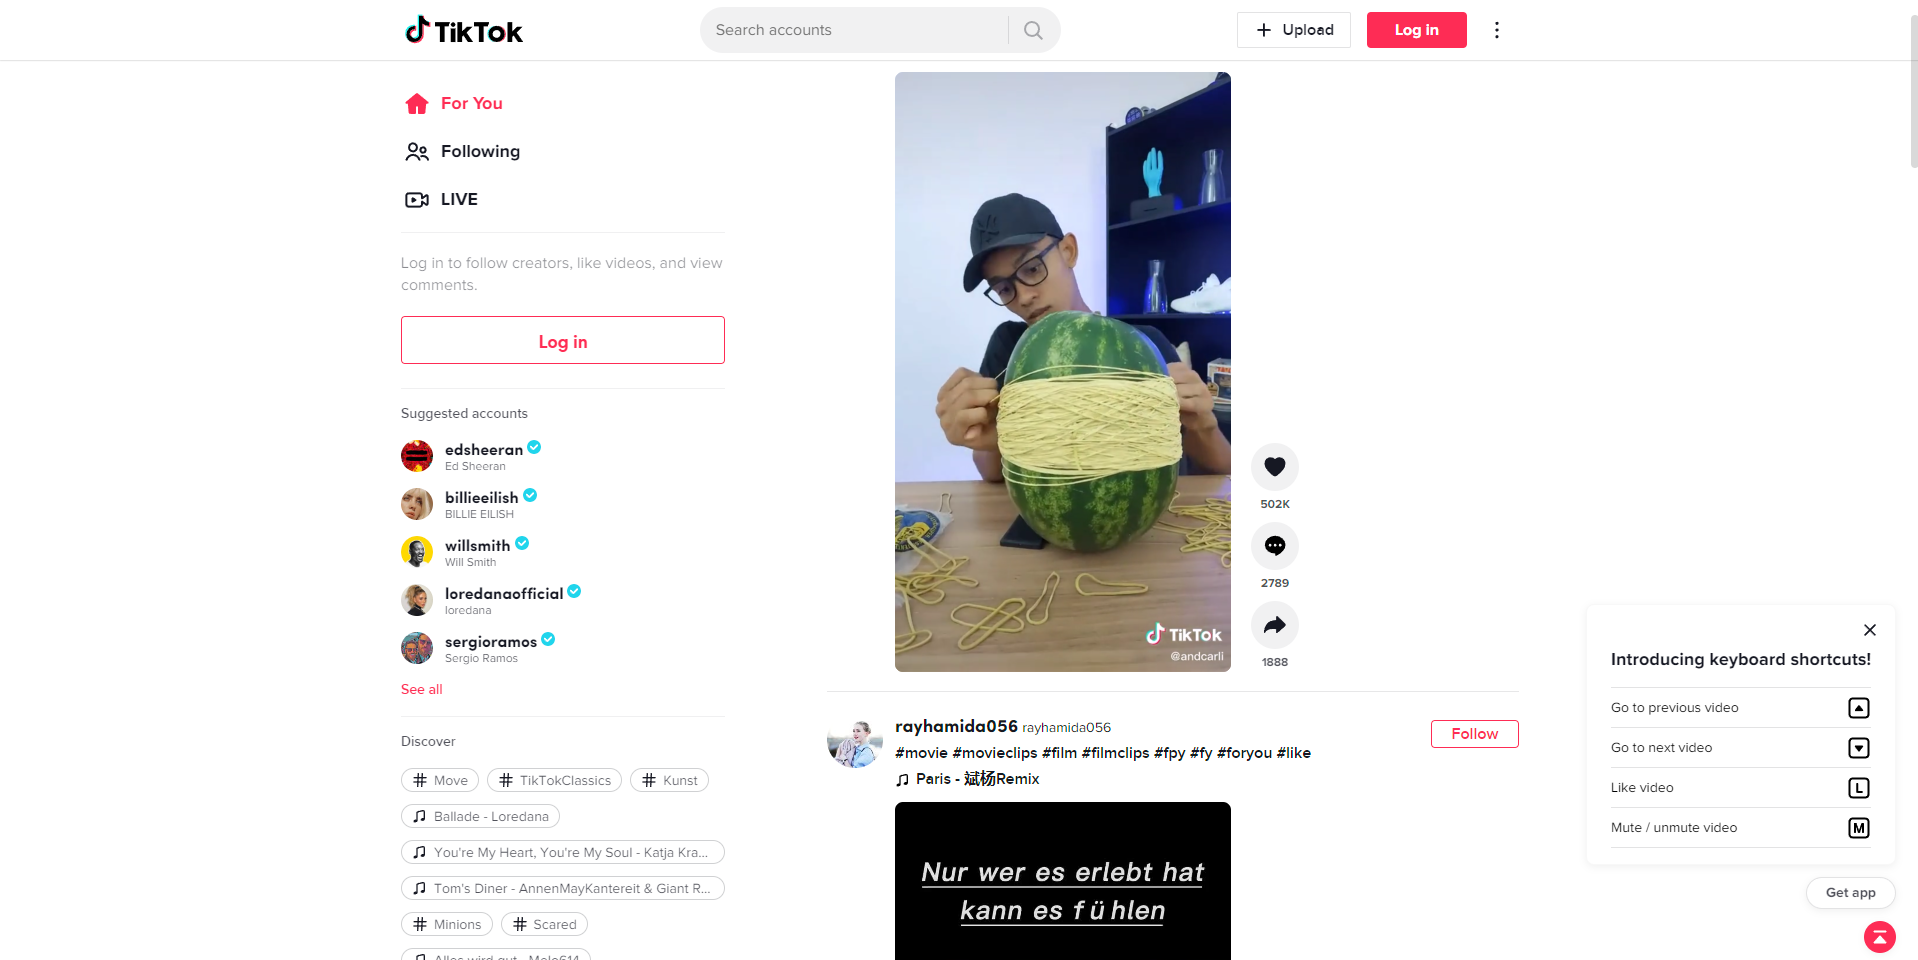 TikTok
Search accounts
Upload
Log in
For You
Following
LIVE
Log in to follow creators, like videos, and view
comments.
Log in
Suggested accounts
edsheeran
Ed Sheeran
billieeilish
BILLIE EILISH
willsmith
Will Smith
loredanaofficial
loredana
sergioramos
Sergio Ramos
See all
Discover
# Move # TikTokClassics # Kunst
Ballade - Loredana
You're My Heart, You're My Soul - Katja Kra...
Tom's Diner - AnnenMayKantereit & Giant R...
# Minions # Scared
Alles wird gut - Melo614
502K
2789
1888
TikTok
@andcarli
rayhamida056 rayhamida056
Follow
#movie #movieclips #film #filmclips #fpy #fy #foryou #like
Paris - 斌杨Remix
Nur wer es erlebt hat
kann es fühlen
Introducing keyboard shortcuts!
Go to previous video
Go to next video
Like video L
Mute / unmute video M
Get app